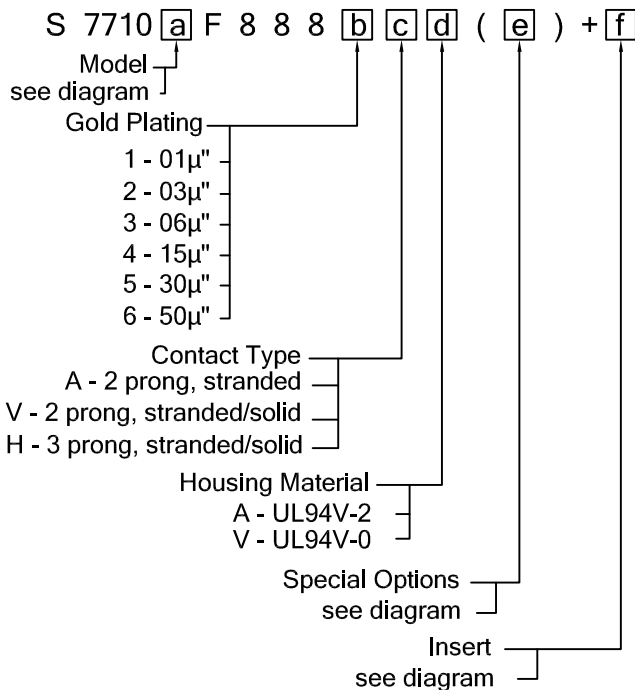 S 7710 a F 8 8 8 b c d ( e ) + f
Model
see diagram
Gold Plating
1 - 01µ"
2 - 03µ"
3 - 06µ"
4 - 15µ"
5 - 30µ"
6 - 50µ"
Contact Type
A - 2 prong, stranded
V - 2 prong, stranded/solid
H - 3 prong, stranded/solid
Housing Material
A - UL94V-2
V - UL94V-0
Special Options
see diagram
Insert
see diagram